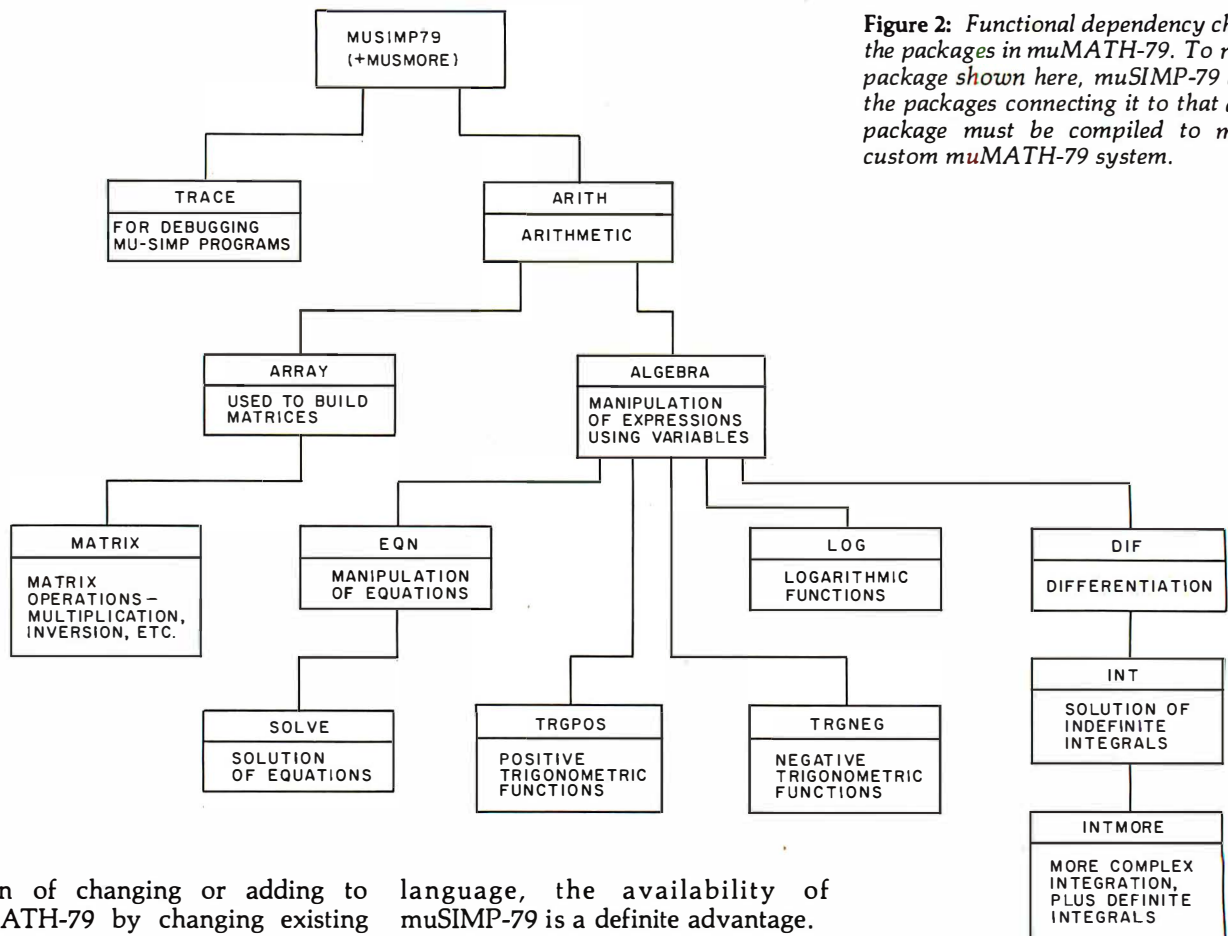 MUSIMP79
(+MUSMORE)
Figure 2: Functional dependency
the packages in muMATH-79. To
package shown here, muSIMP-79
the packages connecting it to that
package must be compiled to
custom muMATH-79 system.
TRACE
FOR DEBUGGING
MU-SIMP PROGRAMS
ARITH
ARITHMETIC
ARRAY
USED TO BUILD
MATRICES
ALGEBRA
MANIPULATION
OF EXPRESSIONS
USING VARIABLES
MATRIX
MATRIX
OPERATIONS—
MULTIPLICATION,
INVERSION, ETC.
EQN
MANIPULATION
OF EQUATIONS
LOG
LOGARITHMIC
FUNCTIONS
DIF
DIFFERENTIATION
SOLVE
SOLUTION
OF EQUATIONS
TRGPOS
POSITIVE
TRIGONOMETRIC
FUNCTIONS
TRGNEG
NEGATIVE
TRIGONOMETRIC
FUNCTIONS
INT
SOLUTION OF
INDEFINITE
INTEGRALS
INTMORE
MORE COMPLEX
INTEGRATION,
PLUS DEFINITE
INTEGRALS
of changing or adding to
ATH-79 by changing existing
language, the availability of
muSIMP-79 is a definite advantage.